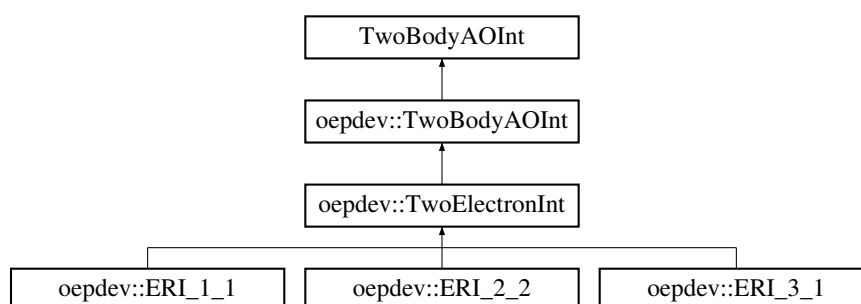 TwoBodyAOInt
oepdev::TwoBodyAOInt
oepdev::TwoElectronInt
oepdev::ERI_1_1 oepdev::ERI_2_2 oepdev::ERI_3_1